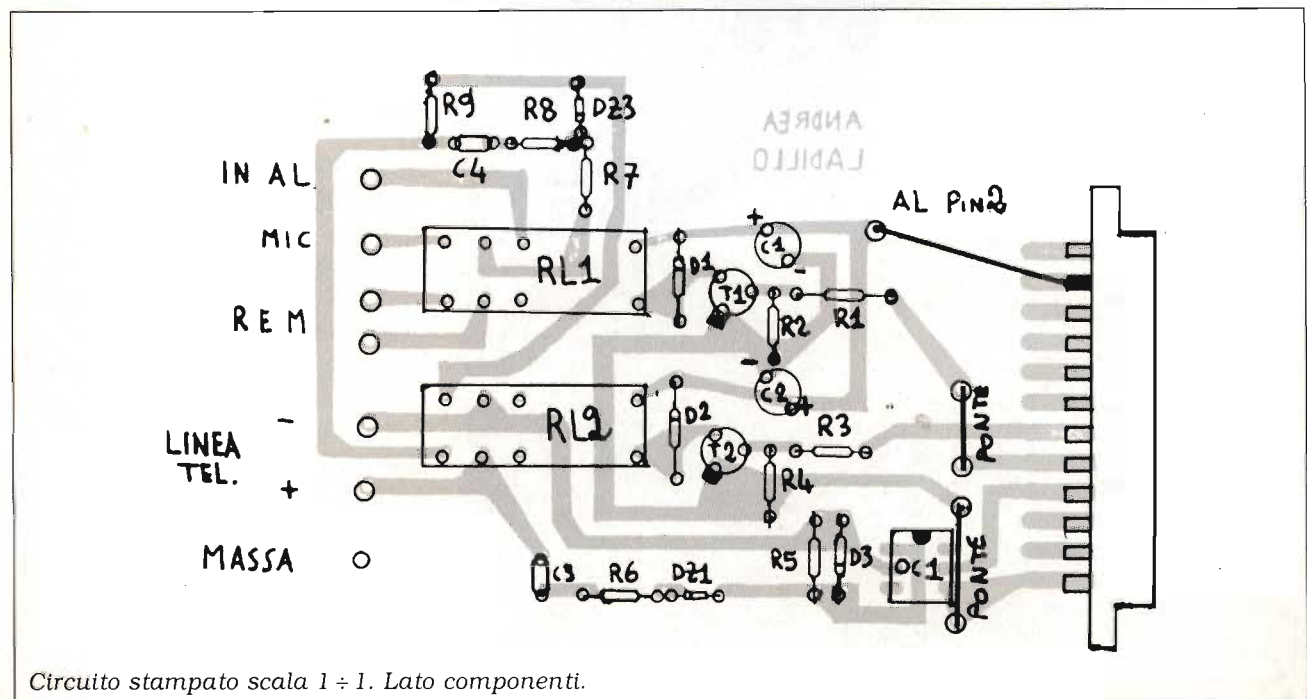 R9
R8
DZ3
ANDREA
LADILLO
C4
R7
IN AL
AL PIN2
MIC
+
C1
-
RL1
D1
T1
R2
R1
REM
-
C2
+
RL2
D2
R3
PONTE
-
LINEA
TEL.
+
T2
R4
MASSA
C3
R6
DZ1
R5
D3
OC1
PONTE
Circuito stampato scala 1 ÷ 1. Lato componenti.